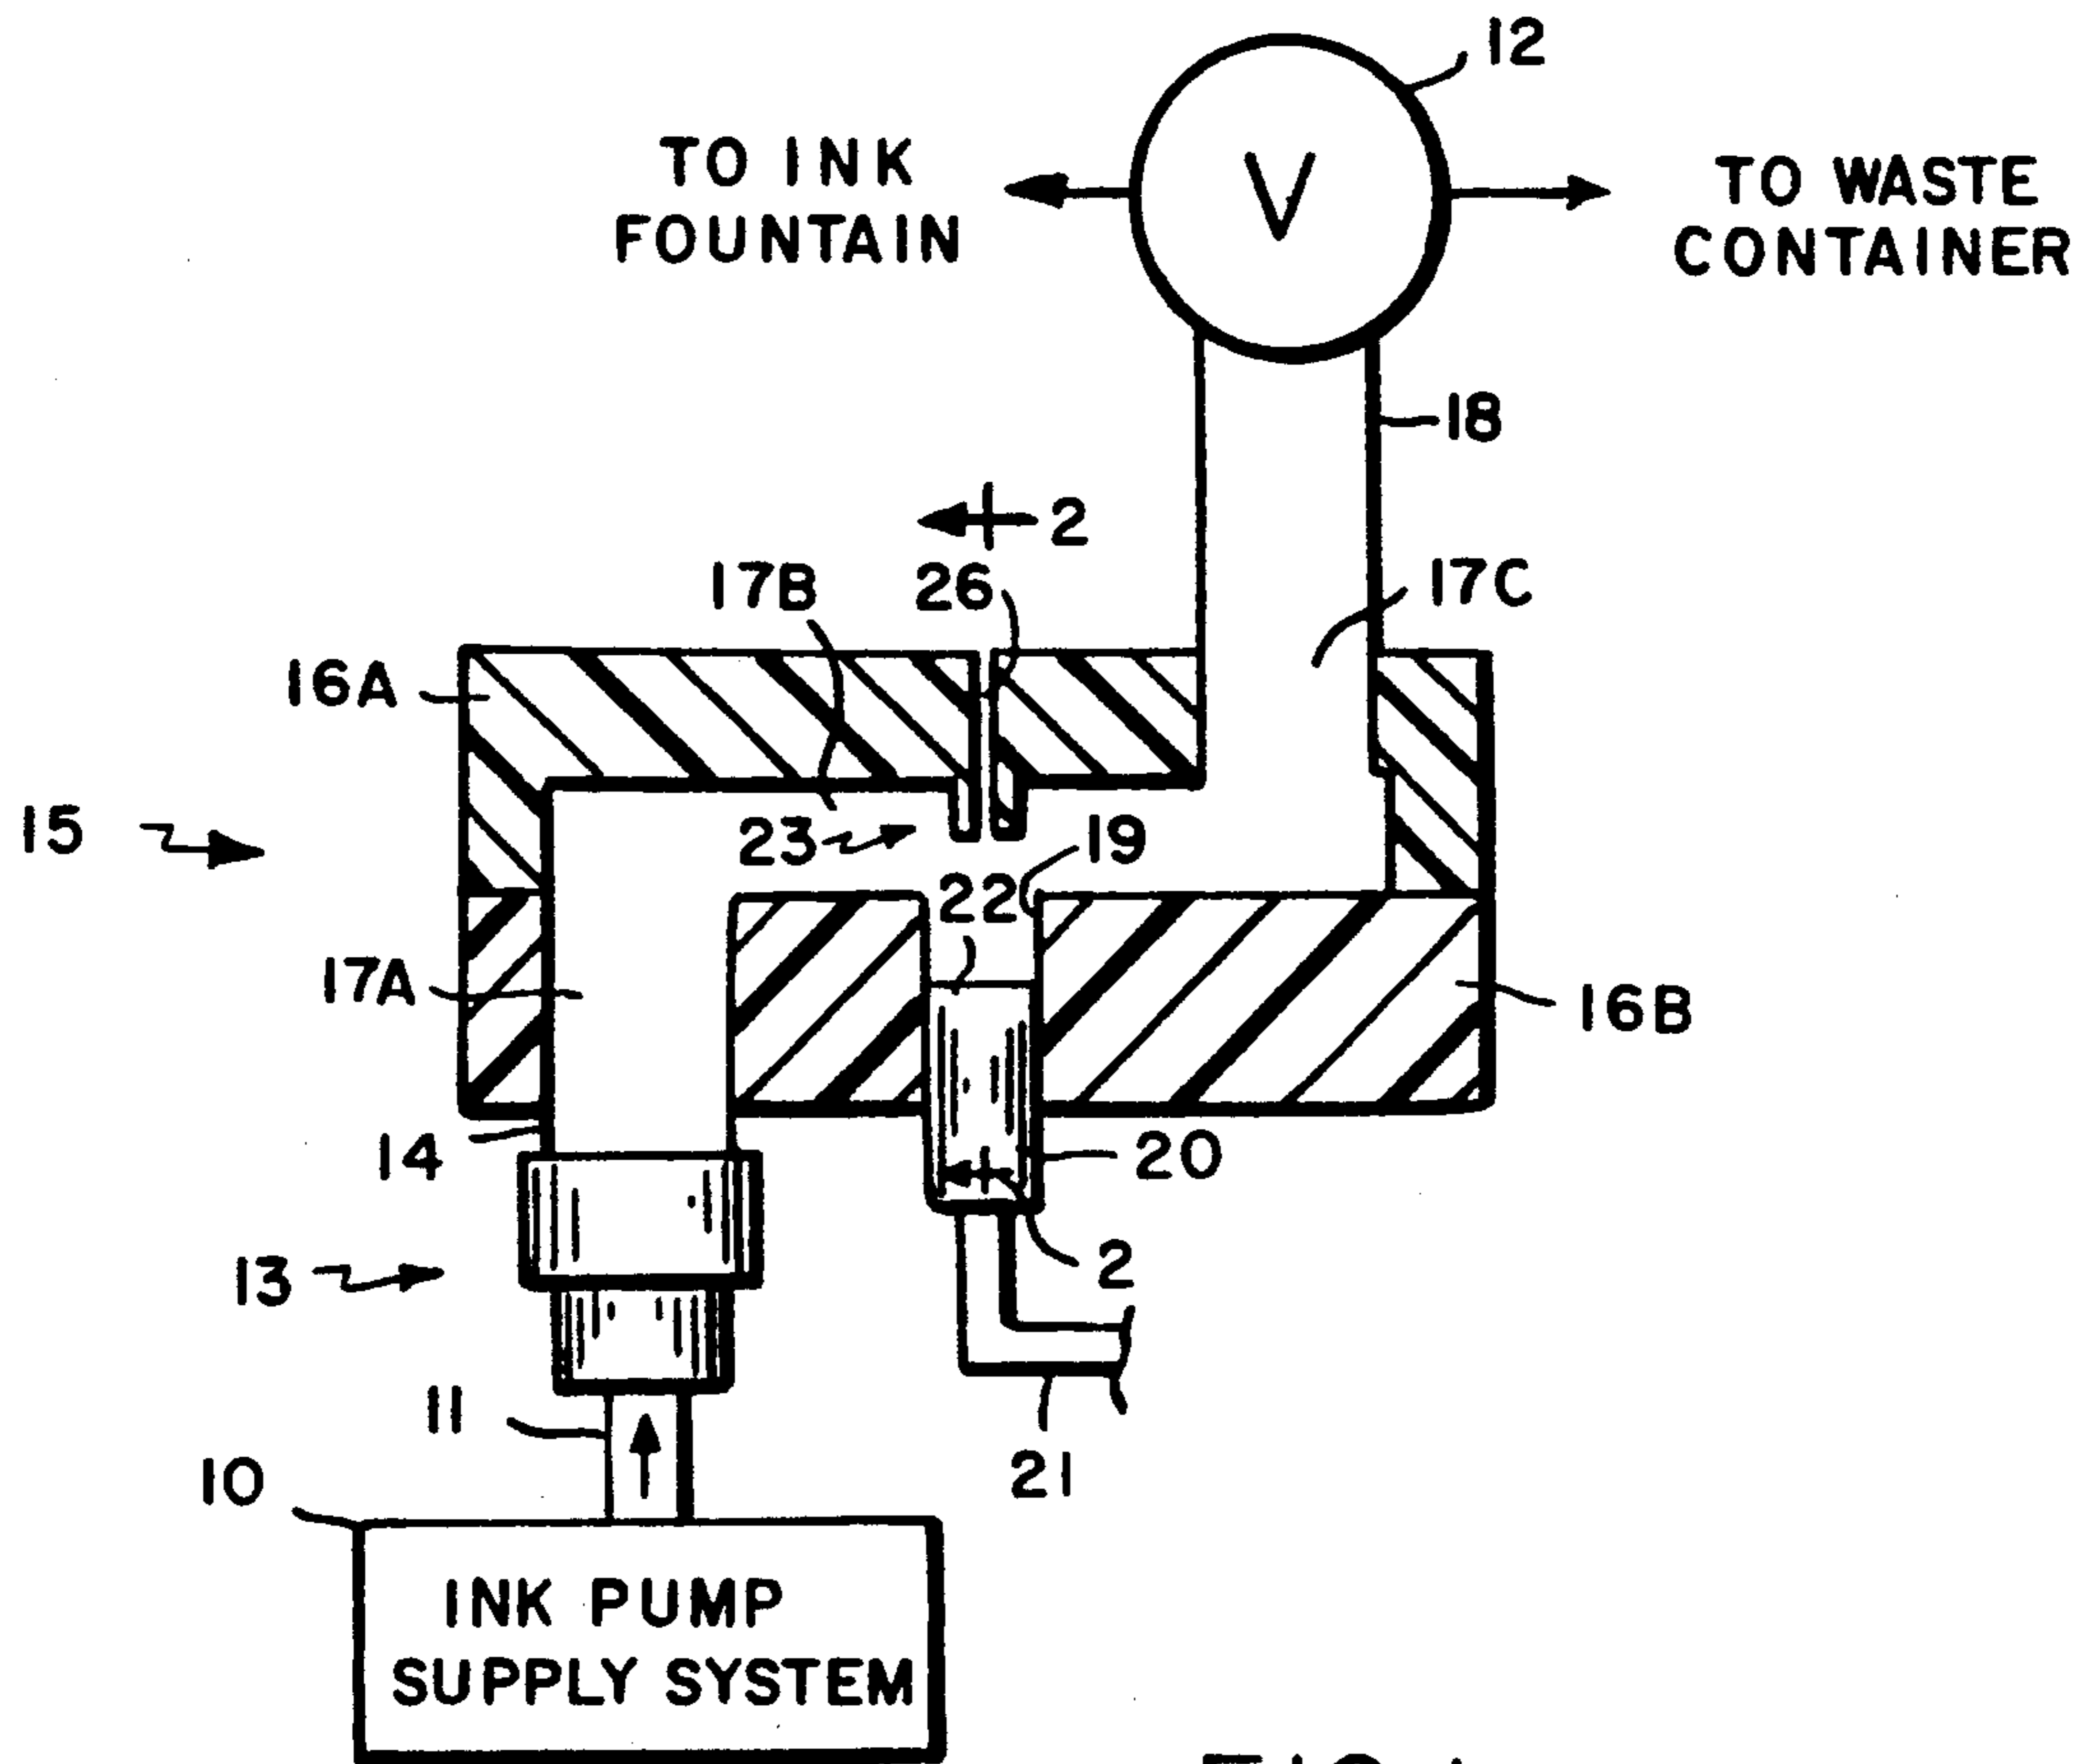 12
TO INK
FOUNTAIN
V
TO WASTE
CONTAINER
18
2
17B
26
17C
16A
15
23
19
22
17A
16B
14
20
13
2
11
21
10
INK PUMP
SUPPLY SYSTEM